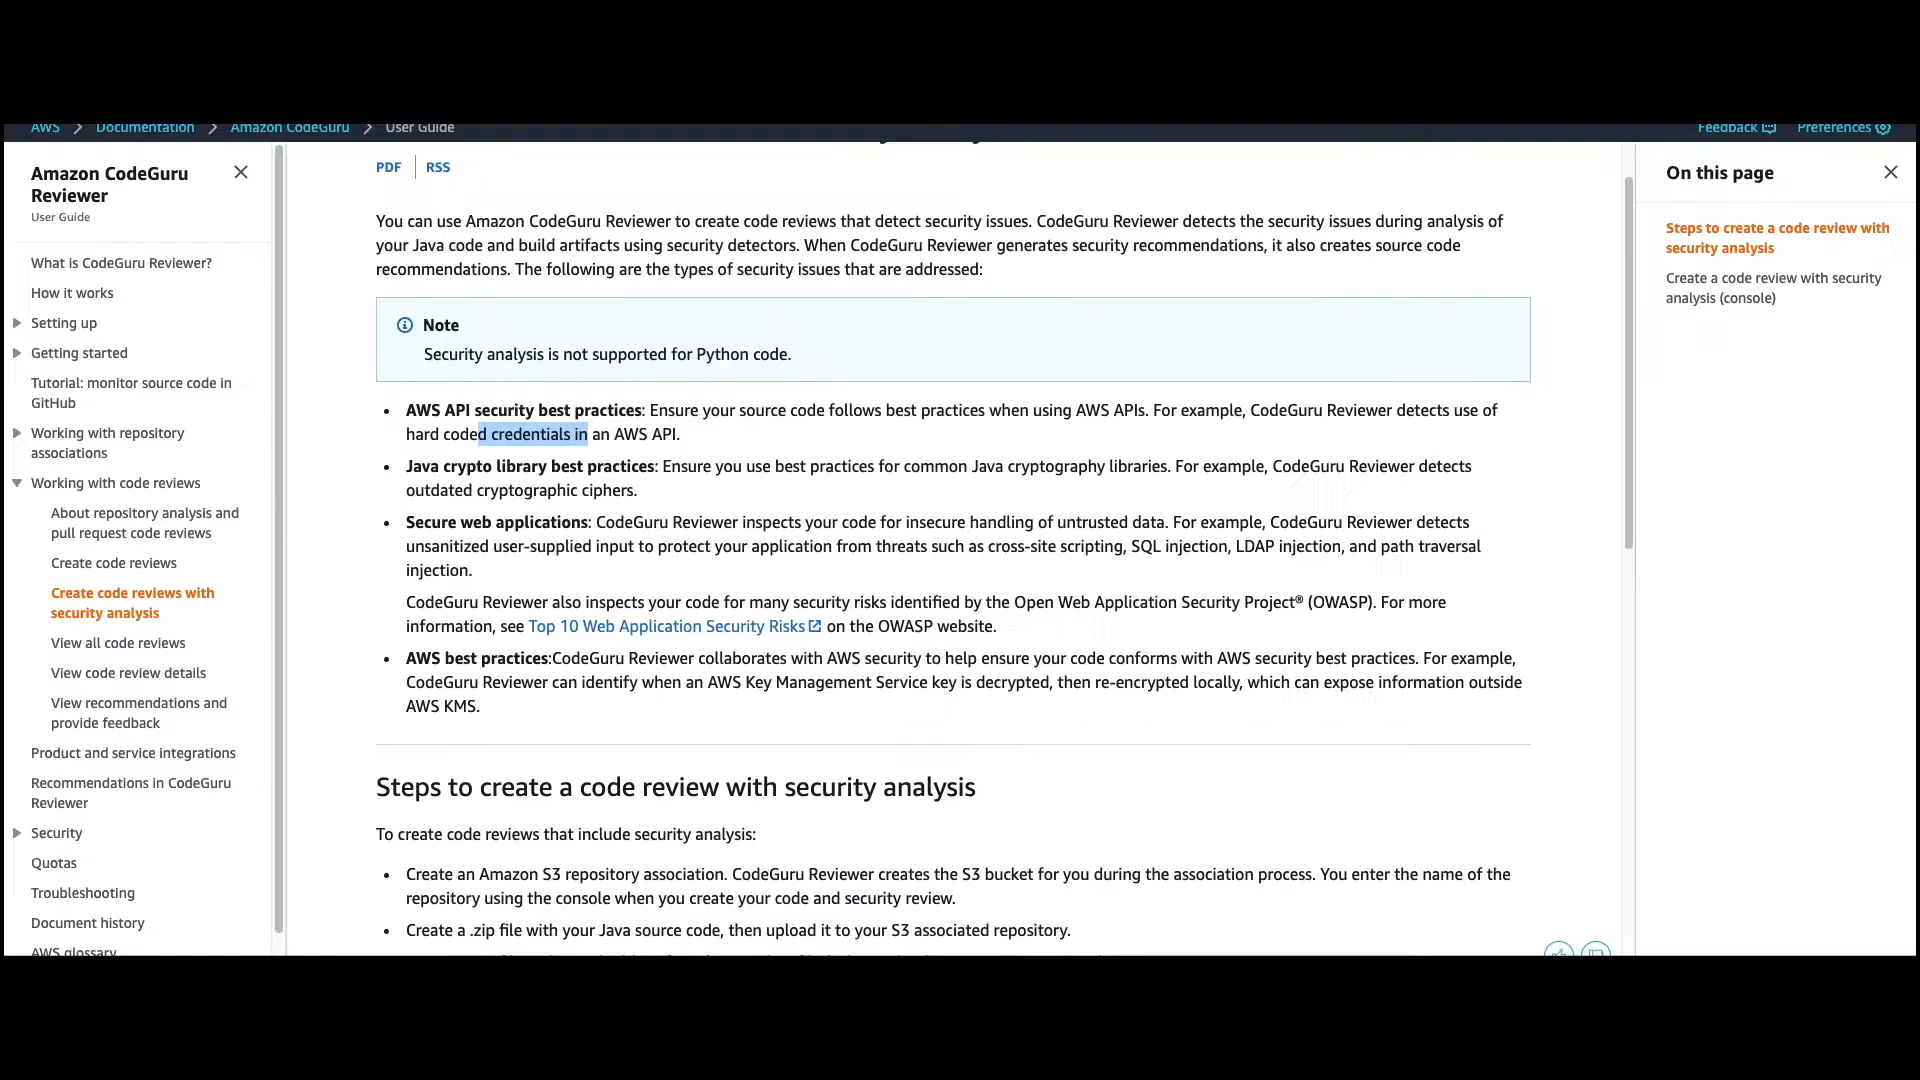 AWS Documentation Amazon CodeGuru User Guide
Feedback Preferences
Amazon CodeGuru
Reviewer
User Guide
What is CodeGuru Reviewer?
How it works
Setting up
Getting started
Tutorial: monitor source code in
GitHub
Working with repository
associations
Working with code reviews
About repository analysis and
pull request code reviews
Create code reviews
Create code reviews with
security analysis
View all code reviews
View code review details
View recommendations and
provide feedback
Product and service integrations
Recommendations in CodeGuru
Reviewer
Security
Quotas
Troubleshooting
Document history
AWS glossary
PDF RSS
You can use Amazon CodeGuru Reviewer to create code reviews that detect security issues. CodeGuru Reviewer detects the security issues during analysis of
your Java code and build artifacts using security detectors. When CodeGuru Reviewer generates security recommendations, it also creates source code
recommendations. The following are the types of security issues that are addressed:
Note
Security analysis is not supported for Python code.
• AWS API security best practices: Ensure your source code follows best practices when using AWS APIs. For example, CodeGuru Reviewer detects use of
hard coded credentials in an AWS API.
• Java crypto library best practices: Ensure you use best practices for common Java cryptography libraries. For example, CodeGuru Reviewer detects
outdated cryptographic ciphers.
• Secure web applications: CodeGuru Reviewer inspects your code for insecure handling of untrusted data. For example, CodeGuru Reviewer detects
unsanitized user-supplied input to protect your application from threats such as cross-site scripting, SQL injection, LDAP injection, and path traversal
injection.
CodeGuru Reviewer also inspects your code for many security risks identified by the Open Web Application Security Project® (OWASP). For more
information, see Top 10 Web Application Security Risks on the OWASP website.
• AWS best practices:CodeGuru Reviewer collaborates with AWS security to help ensure your code conforms with AWS security best practices. For example,
CodeGuru Reviewer can identify when an AWS Key Management Service key is decrypted, then re-encrypted locally, which can expose information outside
AWS KMS.
Steps to create a code review with security analysis
To create code reviews that include security analysis:
• Create an Amazon S3 repository association. CodeGuru Reviewer creates the S3 bucket for you during the association process. You enter the name of the
repository using the console when you create your code and security review.
• Create a .zip file with your Java source code, then upload it to your S3 associated repository.
On this page
Steps to create a code review with
security analysis
Create a code review with security
analysis (console)